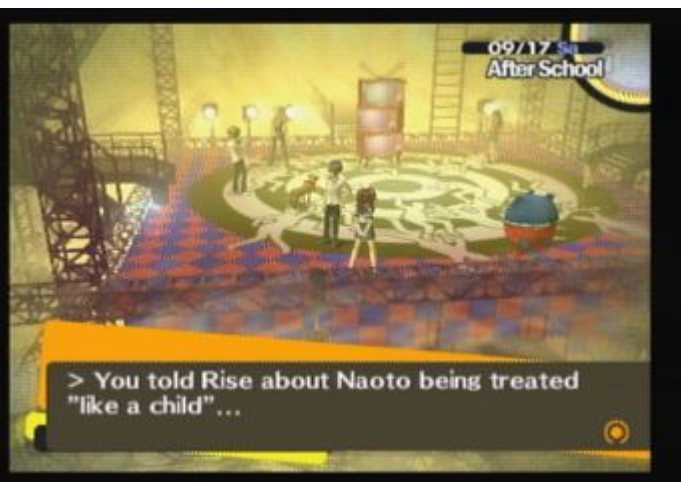 09/17 Sa
After School
> You told Rise about Naoto being treated
"like a child"...